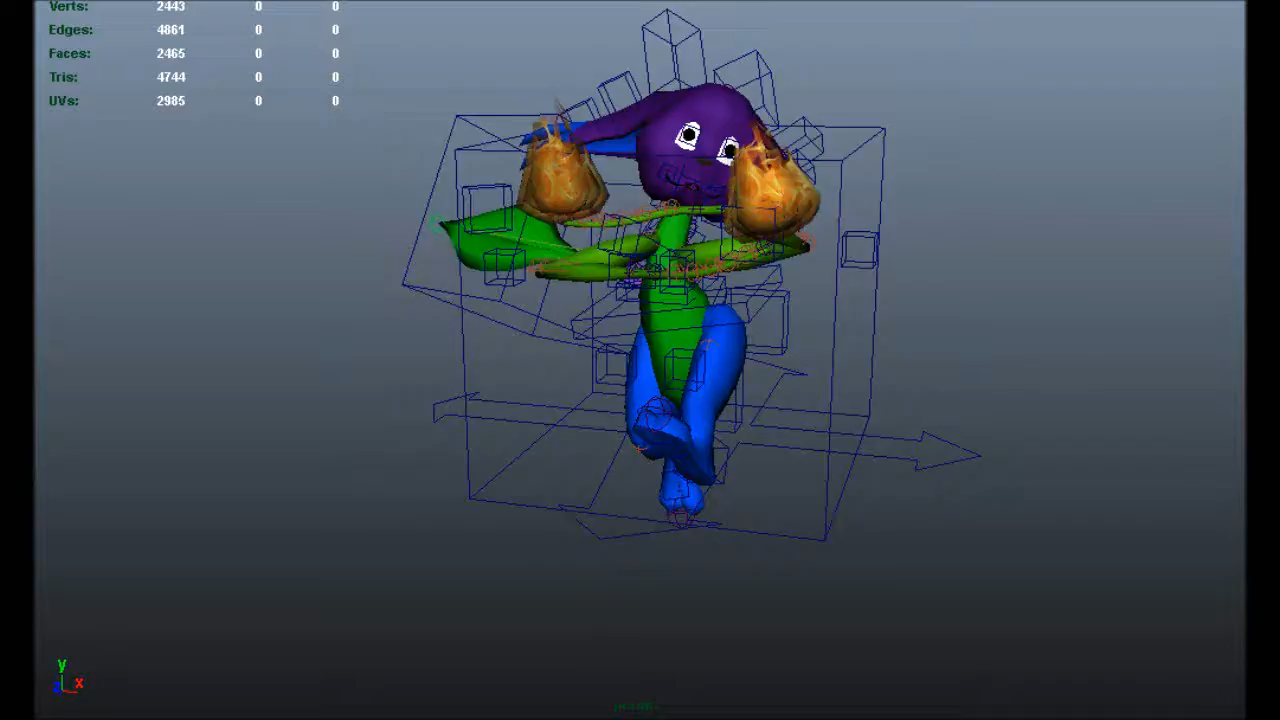 Verts: 2443 0 0
Edges: 4861 0 0
Faces: 2465 0 0
Tris: 4744 0 0
UVs: 2985 0 0
y
z x